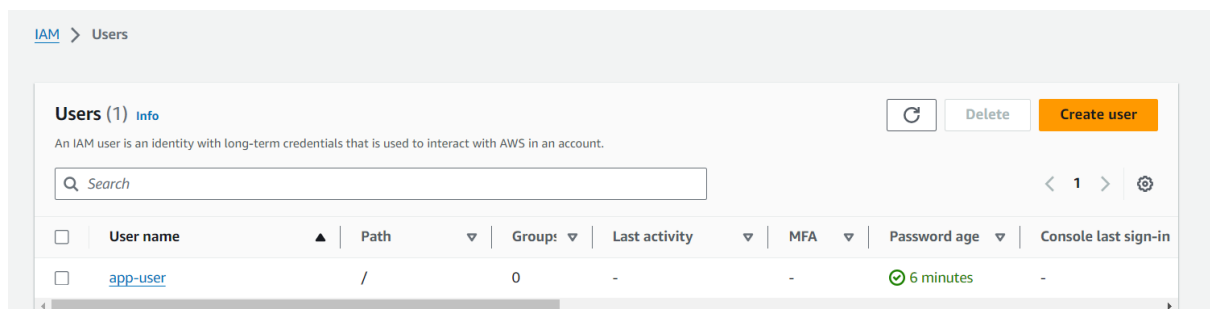 IAM > Users
Users (1) Info
Delete
Create user
An IAM user is an identity with long-term credentials that is used to interact with AWS in an account.
Search
< 1 >
User name Path Groups Last activity MFA Password age Console last sign-in
app-user / 0 - - 6 minutes -